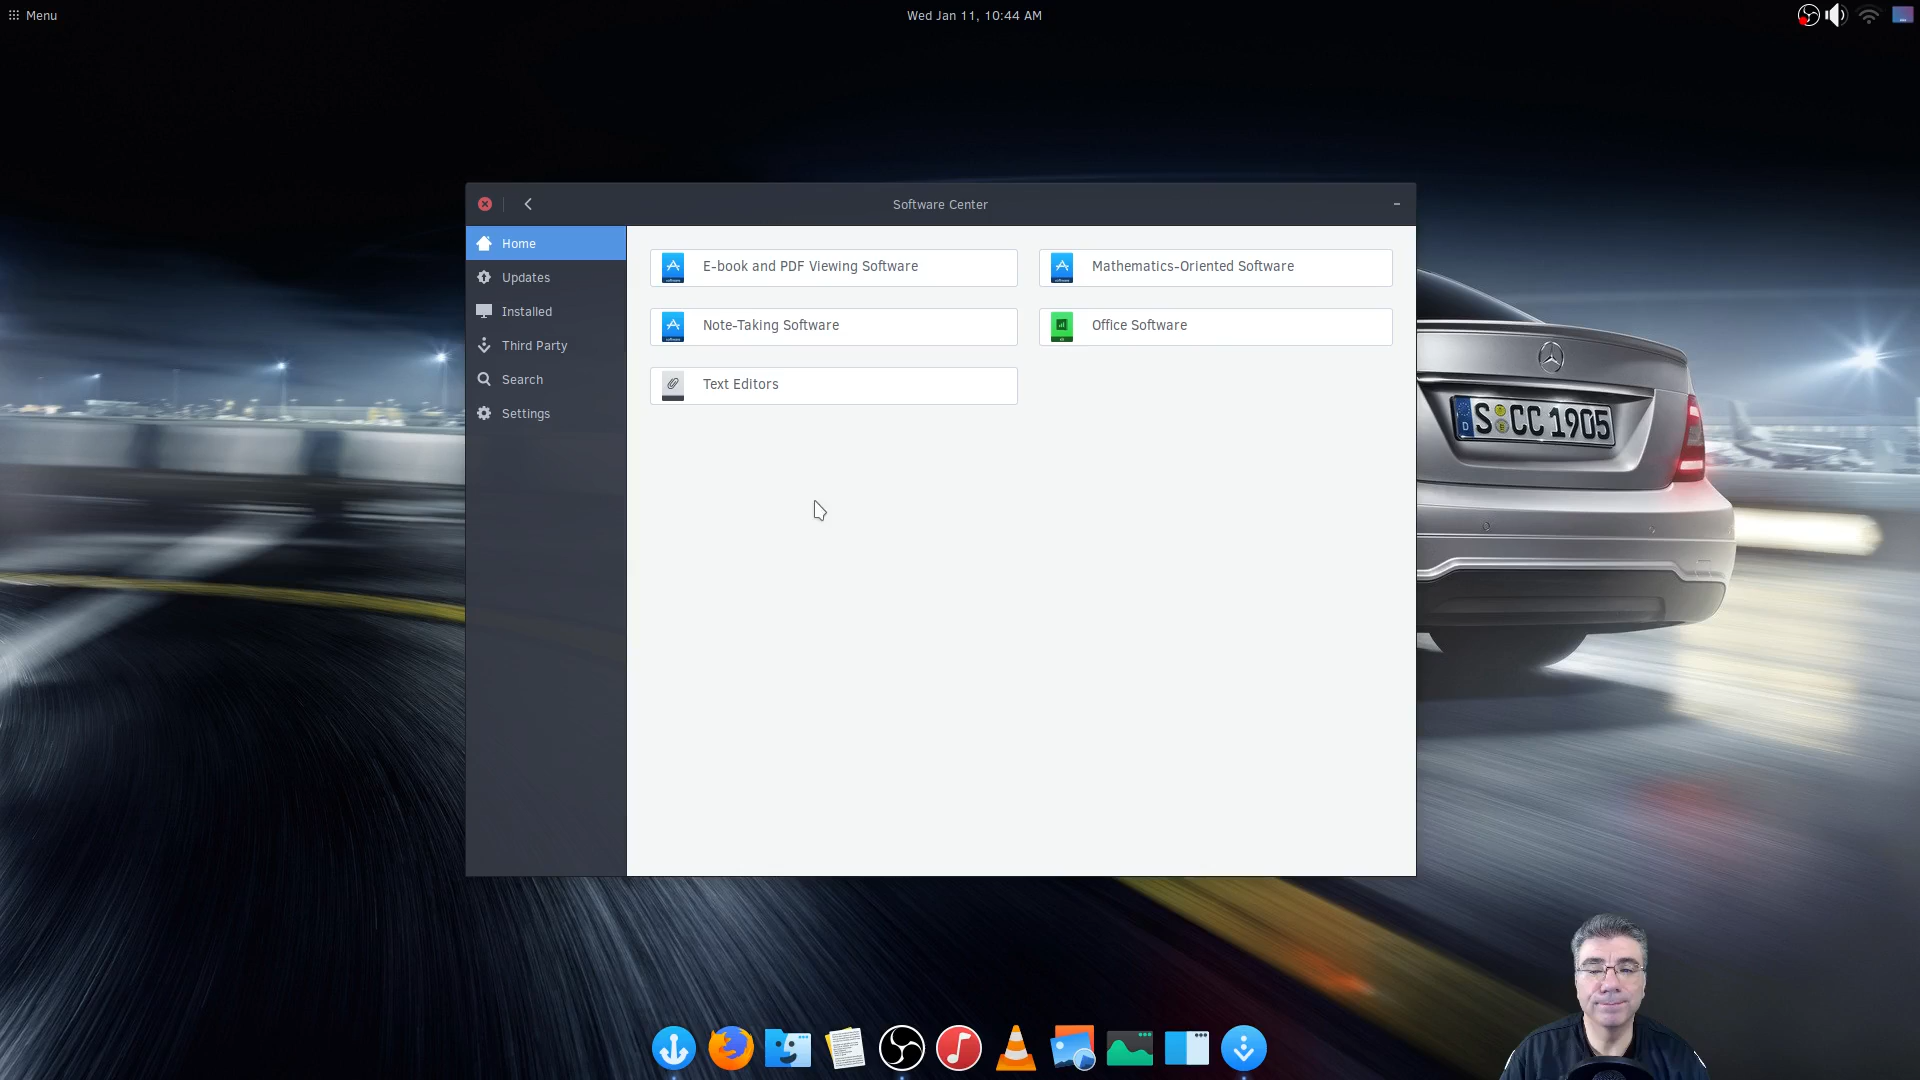 Menu
Wed Jan 11, 10:44 AM
Software Center
Home
Updates
Installed
Third Party
Search
Settings
E-book and PDF Viewing Software
Mathematics-Oriented Software
Note-Taking Software
Office Software
Text Editors
D S CC 1905